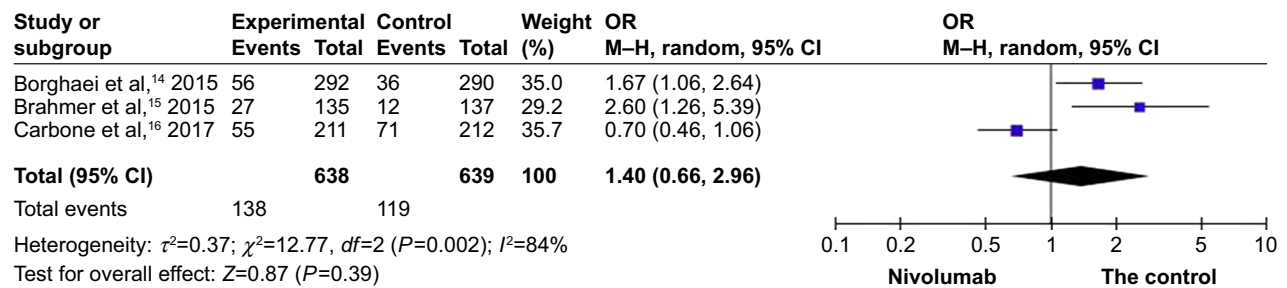 Study or Experimental Control Weight OR OR
subgroup Events Total Events Total (%) M–H, random, 95% CI M–H, random, 95% CI
Borghaei et al,¹⁴ 2015 56 292 36 290 35.0 1.67 (1.06, 2.64)
Brahmer et al,¹⁵ 2015 27 135 12 137 29.2 2.60 (1.26, 5.39)
Carbone et al,¹⁶ 2017 55 211 71 212 35.7 0.70 (0.46, 1.06)
Total (95% CI) 638 639 100 1.40 (0.66, 2.96)
Total events 138 119
Heterogeneity: τ²=0.37; χ²=12.77, df=2 (P=0.002); I²=84%
Test for overall effect: Z=0.87 (P=0.39)
0.1 0.2 0.5 1 2 5 10
Nivolumab The control